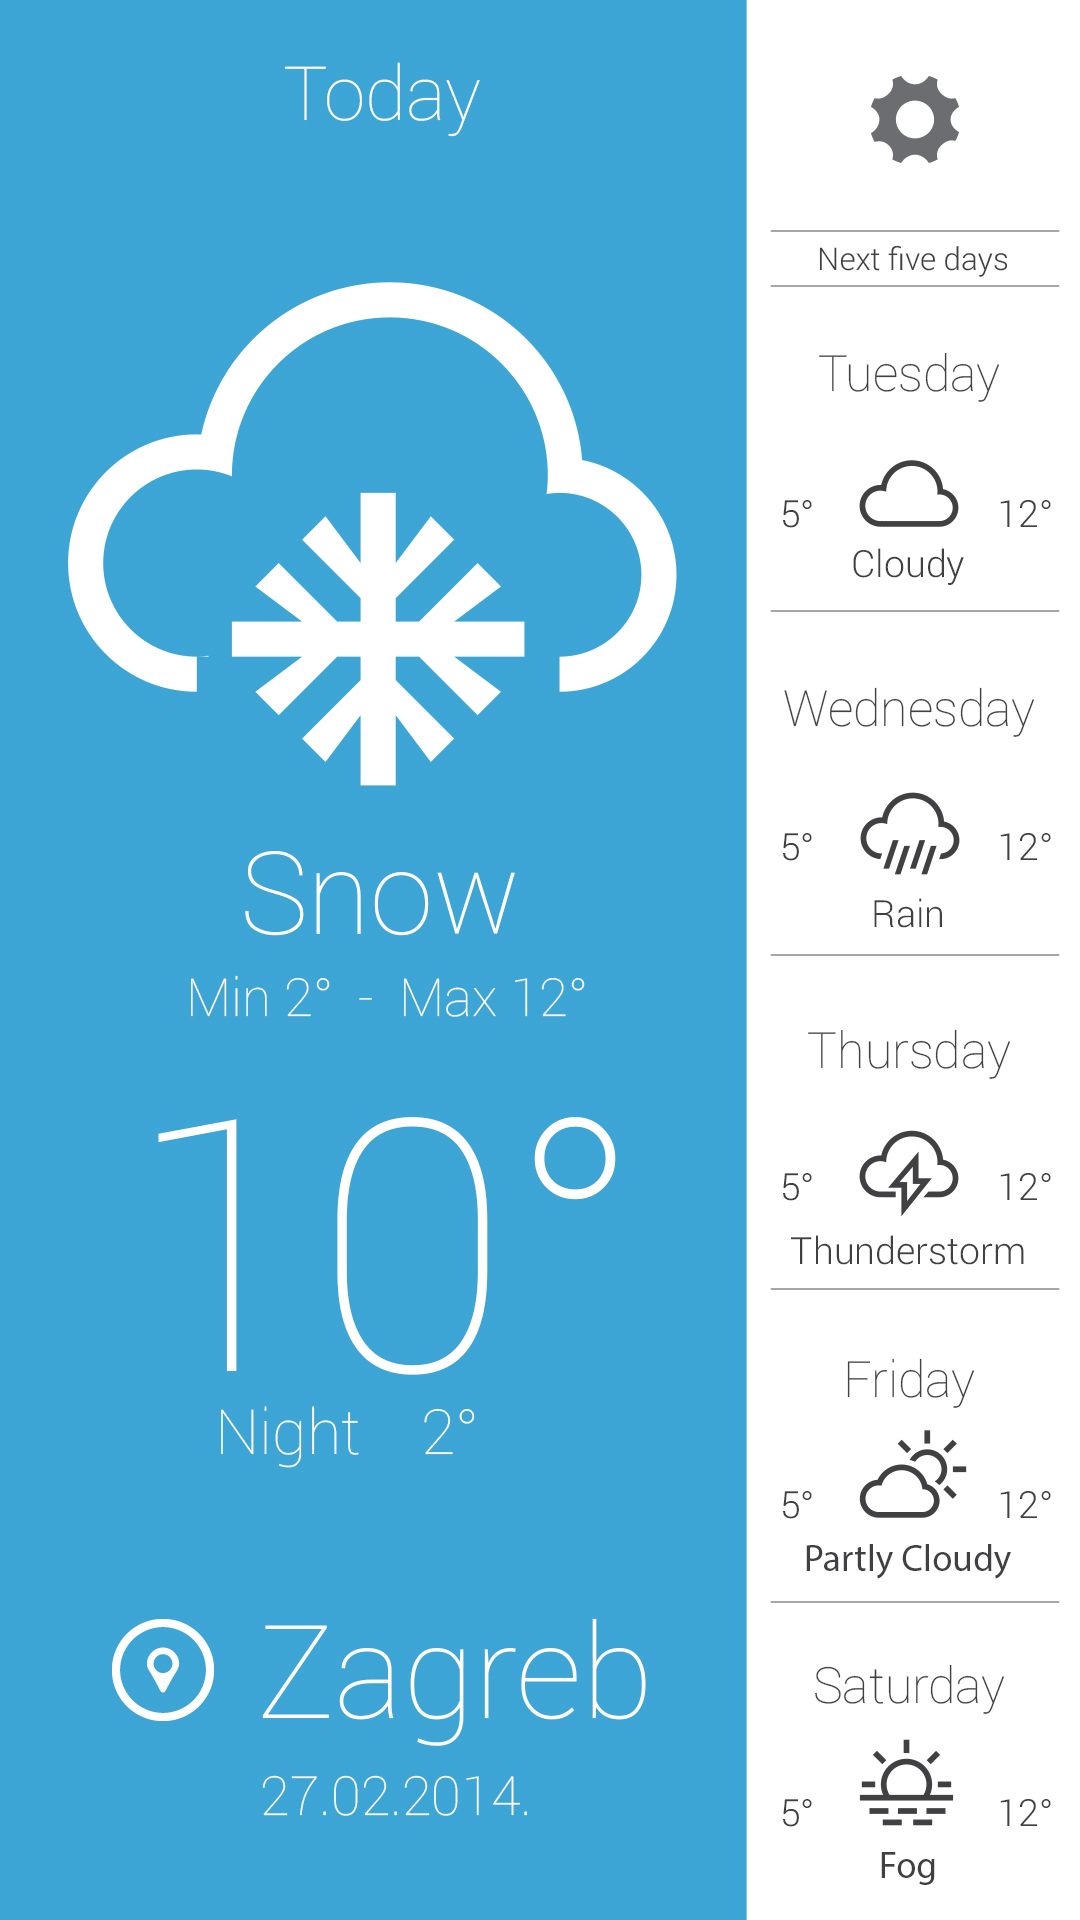 Today
Snow
Min 2° - Max 12°
10°
Night 2°
Zagreb
27.02.2014.
Next five days
Tuesday
5° 12°
Cloudy
Wednesday
5° 12°
Rain
Thursday
5° 12°
Thunderstorm
Friday
5° 12°
Partly Cloudy
Saturday
5° 12°
Fog